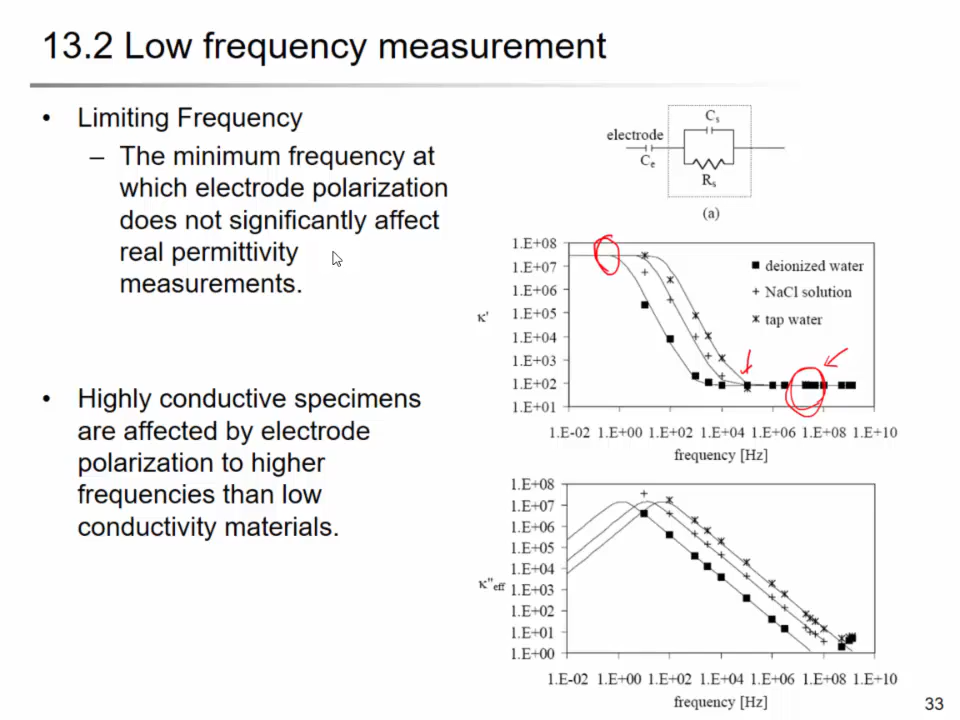 13.2 Low frequency measurement
• Limiting Frequency
– The minimum frequency at
which electrode polarization
does not significantly affect
real permittivity
measurements.
• Highly conductive specimens
are affected by electrode
polarization to higher
frequencies than low
conductivity materials.
Cs
electrode
Ce
Rs
(a)
1.E+08
1.E+07
1.E+06
1.E+05
1.E+04
1.E+03
1.E+02
1.E+01
κ'
deionized water
NaCl solution
tap water
1.E-02 1.E+00 1.E+02 1.E+04 1.E+06 1.E+08 1.E+10
frequency [Hz]
1.E+08
1.E+07
1.E+06
1.E+05
1.E+04
1.E+03
1.E+02
1.E+01
1.E+00
κ"eff
1.E-02 1.E+00 1.E+02 1.E+04 1.E+06 1.E+08 1.E+10
frequency [Hz]
33